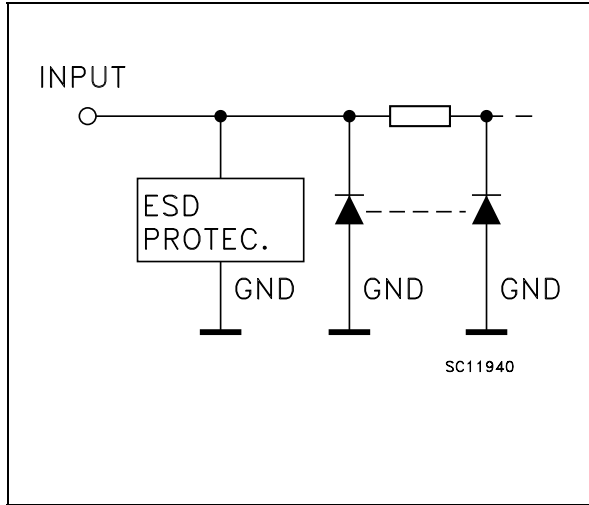 INPUT
ESD
PROTEC.
GND
GND
GND
SC11940